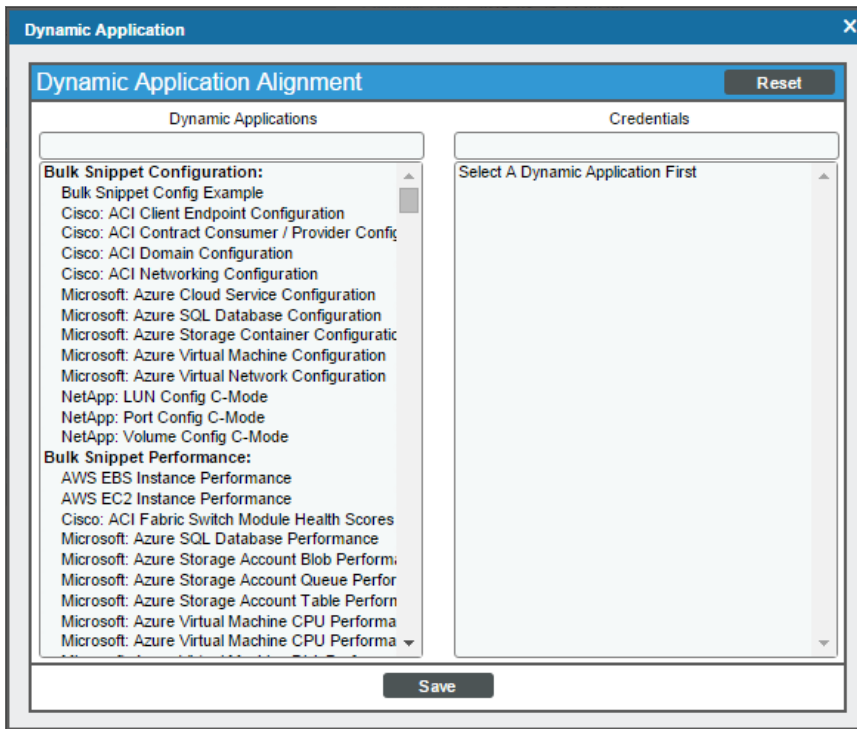 Dynamic Application
X
Dynamic Application Alignment
Reset
Dynamic Applications
Credentials
Bulk Snippet Configuration:
Bulk Snippet Config Example
Cisco: ACI Client Endpoint Configuration
Cisco: ACI Contract Consumer / Provider Config
Cisco: ACI Domain Configuration
Cisco: ACI Networking Configuration
Microsoft: Azure Cloud Service Configuration
Microsoft: Azure SQL Database Configuration
Microsoft: Azure Storage Container Configuratic
Microsoft: Azure Virtual Machine Configuration
Microsoft: Azure Virtual Network Configuration
NetApp: LUN Config C-Mode
NetApp: Port Config C-Mode
NetApp: Volume Config C-Mode
Bulk Snippet Performance:
AWS EBS Instance Performance
AWS EC2 Instance Performance
Cisco: ACI Fabric Switch Module Health Scores
Microsoft: Azure SQL Database Performance
Microsoft: Azure Storage Account Blob Performa
Microsoft: Azure Storage Account Queue Perfor
Microsoft: Azure Storage Account Table Perforn
Microsoft: Azure Virtual Machine CPU Performa
Microsoft: Azure Virtual Machine CPU Performa
Select A Dynamic Application First
Save